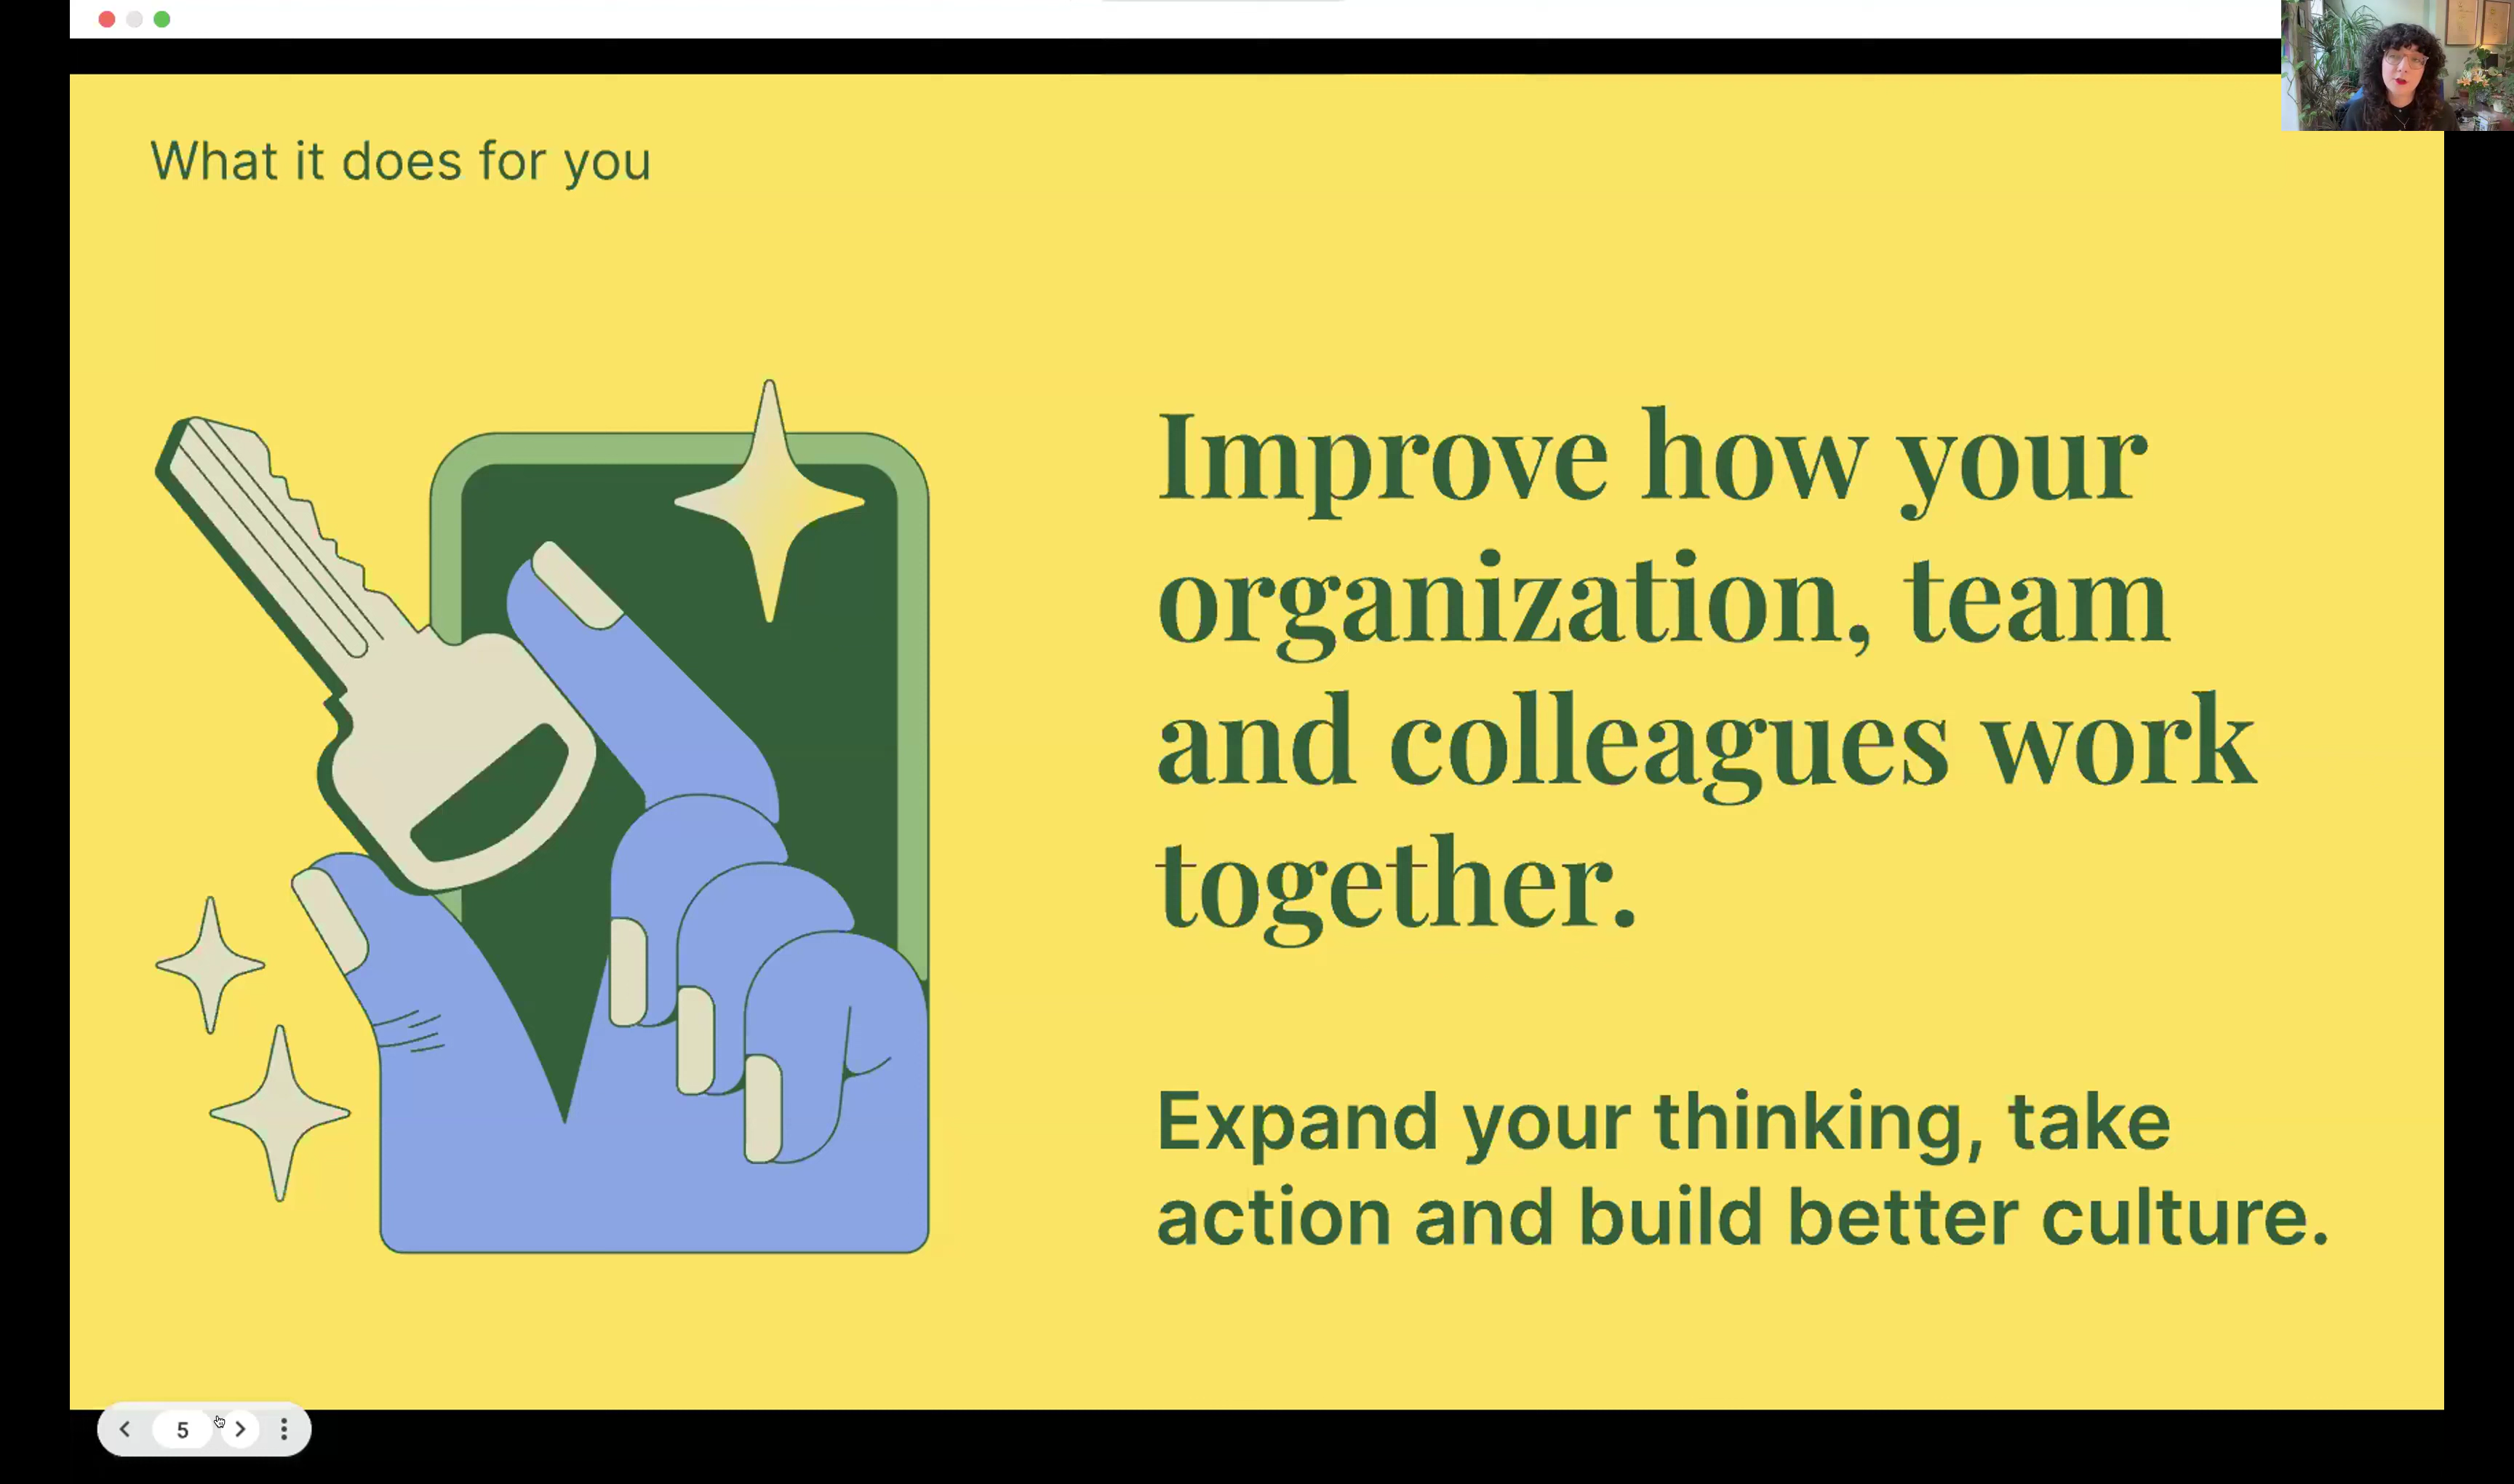 What it does for you
Improve how your
organization, team
and colleagues work
together.
Expand your thinking, take
action and build better culture.
5